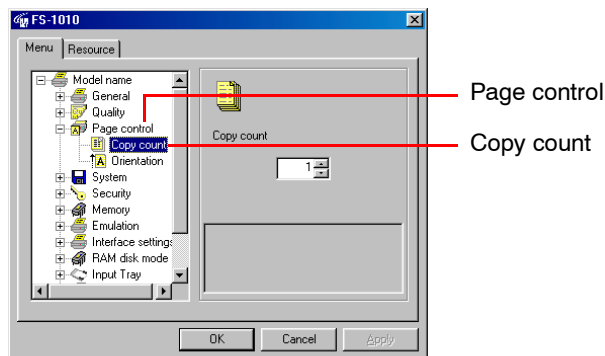 FS-1010
Menu Resource
Model name
General
Quality
Page control
Copy count
Orientation
System
Security
Memory
Emulation
Interface setting
RAM disk mode
Input Tray
Copy count
1
OK Cancel Apply
Page control
Copy count